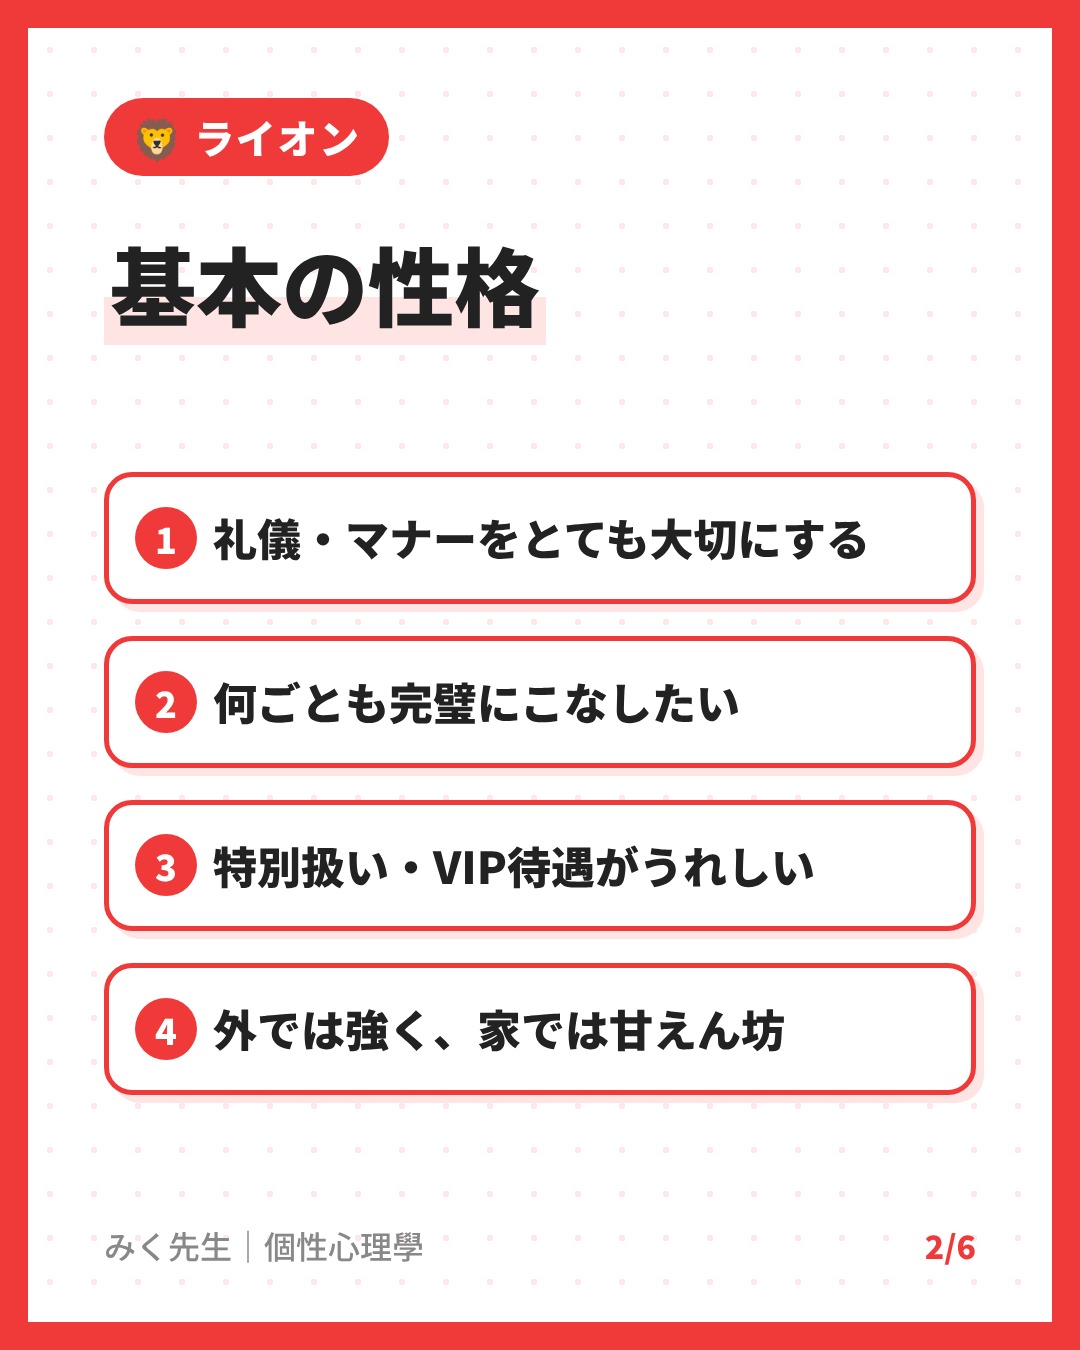 🦁 ライオン
基本の性格
1 礼儀・マナーをとても大切にする
2 何ごとも完璧にこなしたい
3 特別扱い・VIP待遇がうれしい
4 外では強く、家では甘えん坊
みく先生｜個性心理學
2/6